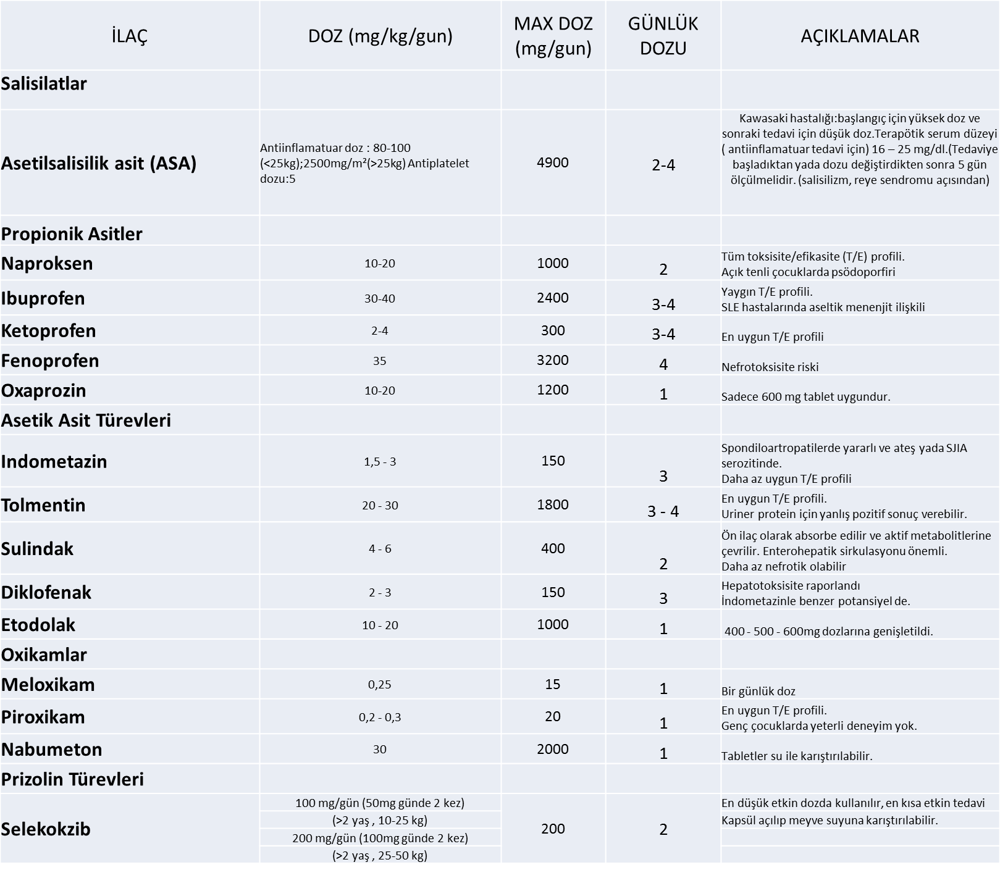 İLAÇ
DOZ (mg/kg/gun)
MAX DOZ
(mg/gun)
GÜNLÜK
DOZU
AÇIKLAMALAR
Salisilatlar
Asetilsalisilik asit (ASA)
Antiinflamatuar doz : 80-100
(<25kg);2500mg/m²(>25kg) Antiplatelet
dozu:5
4900
2-4
Kawasaki hastalığı:başlangıç için yüksek doz ve
sonraki tedavi için düşük doz.Terapötik serum düzeyi
( antiinflamatuar tedavi için) 16 – 25 mg/dl.(Tedaviye
başladıktan yada dozu değiştirdikten sonra 5 gün
ölçülmelidir. (salisilizm, reye sendromu açısından)
Propionik Asitler
Naproksen
10-20
1000
2
Tüm toksisite/efikasite (T/E) profili.
Açık tenli çocuklarda psödoporfiri
Ibuprofen
30-40
2400
3-4
Yaygın T/E profili.
SLE hastalarında aseltik menenjit ilişkili
Ketoprofen
2-4
300
3-4
En uygun T/E profili
Fenoprofen
35
3200
4
Nefrotoksisite riski
Oxaprozin
10-20
1200
1
Sadece 600 mg tablet uygundur.
Asetik Asit Türevleri
Indometazin
1,5 - 3
150
3
Spondiloartropatilerde yararlı ve ateş yada SJIA
serozitinde.
Daha az uygun T/E profili
Tolmentin
20 - 30
1800
3 - 4
En uygun T/E profili.
Uriner protein için yanlış pozitif sonuç verebilir.
Sulindak
4 - 6
400
2
Ön ilaç olarak absorbe edilir ve aktif metabolitlerine
çevrilir. Enterohepatik sirkulasyonu önemli.
Daha az nefrotik olabilir
Diklofenak
2 - 3
150
3
Hepatotoksisite raporlandı
İndometazinle benzer potansiyel de.
Etodolak
10 - 20
1000
1
400 - 500 - 600mg dozlarına genişletildi.
Oxikamlar
Meloxikam
0,25
15
1
Bir günlük doz
Piroxikam
0,2 - 0,3
20
1
En uygun T/E profili.
Genç çocuklarda yeterli deneyim yok.
Nabumeton
30
2000
1
Tabletler su ile karıştırılabilir.
Prizolin Türevleri
Selekokzib
100 mg/gün (50mg günde 2 kez)
(>2 yaş , 10-25 kg)
200 mg/gün (100mg günde 2 kez)
(>2 yaş , 25-50 kg)
200
2
En düşük etkin dozda kullanılır, en kısa etkin tedavi
Kapsül açılıp meyve suyuna karıştırılabilir.